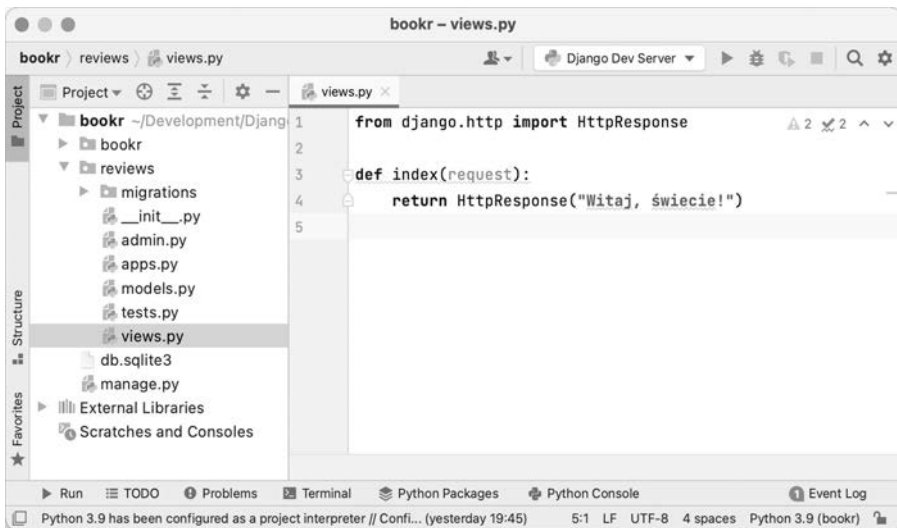 bookr – views.py
bookr reviews views.py Django Dev Server
Project
Project
views.py
bookr ~/Development/Djang
bookr
reviews
migrations
__init__.py
admin.py
apps.py
models.py
tests.py
views.py
db.sqlite3
manage.py
External Libraries
Scratches and Consoles
1 from django.http import HttpResponse
2
3 def index(request):
4 return HttpResponse("Witaj, świecie!")
5
2 2
Structure
Favorites
Run TODO Problems Terminal Python Packages Python Console 1 Event Log
Python 3.9 has been configured as a project interpreter // Confi... (yesterday 19:45) 5:1 LF UTF-8 4 spaces Python 3.9 (bookr)